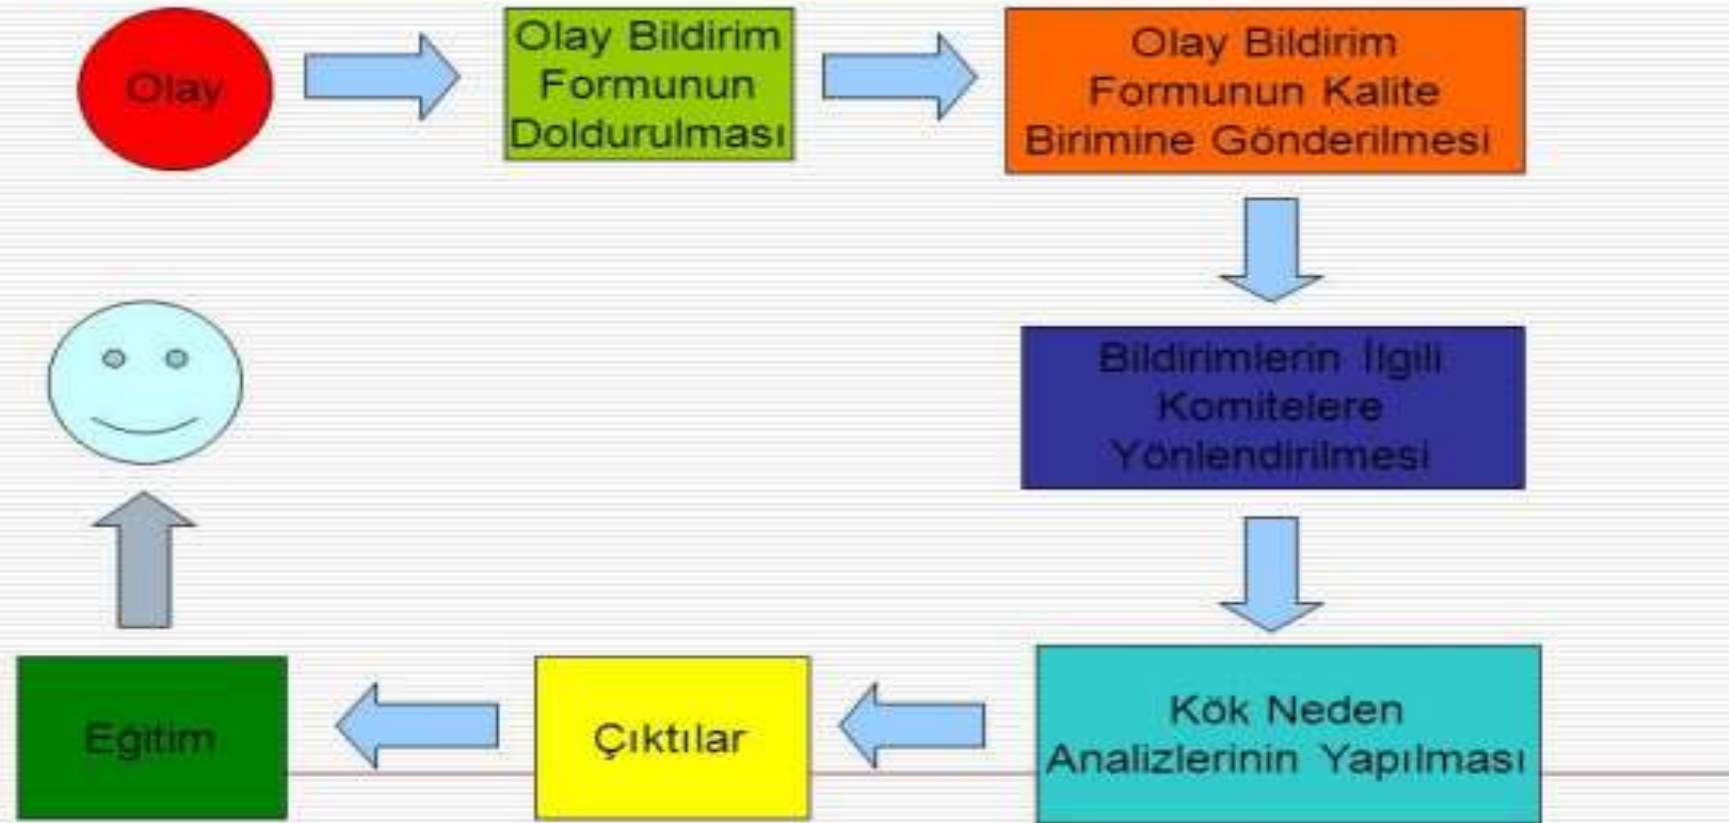 Olay
Olay Bildirim
Formunun
Doldurulması
Olay Bildirim
Formunun Kalite
Birimine Gönderilmesi
Bildirimlerin İlgili
Komitelere
Yönlendirilmesi
Kök Neden
Analizlerinin Yapılması
Çıktılar
Eğitim